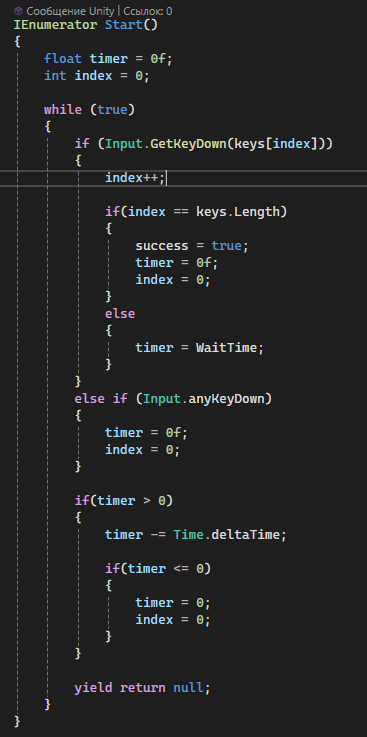 Сообщение Unity | Ссылок: 0
IEnumerator Start()
{
    float timer = 0f;
    int index = 0;

    while (true)
    {
        if (Input.GetKeyDown(keys[index]))
        {
            index++;

            if(index == keys.Length)
            {
                success = true;
                timer = 0f;
                index = 0;
            }
            else
            {
                timer = WaitTime;
            }
        }
        else if (Input.anyKeyDown)
        {
            timer = 0f;
            index = 0;
        }

        if(timer > 0)
        {
            timer -= Time.deltaTime;

            if(timer <= 0)
            {
                timer = 0;
                index = 0;
            }
        }

        yield return null;
    }
}